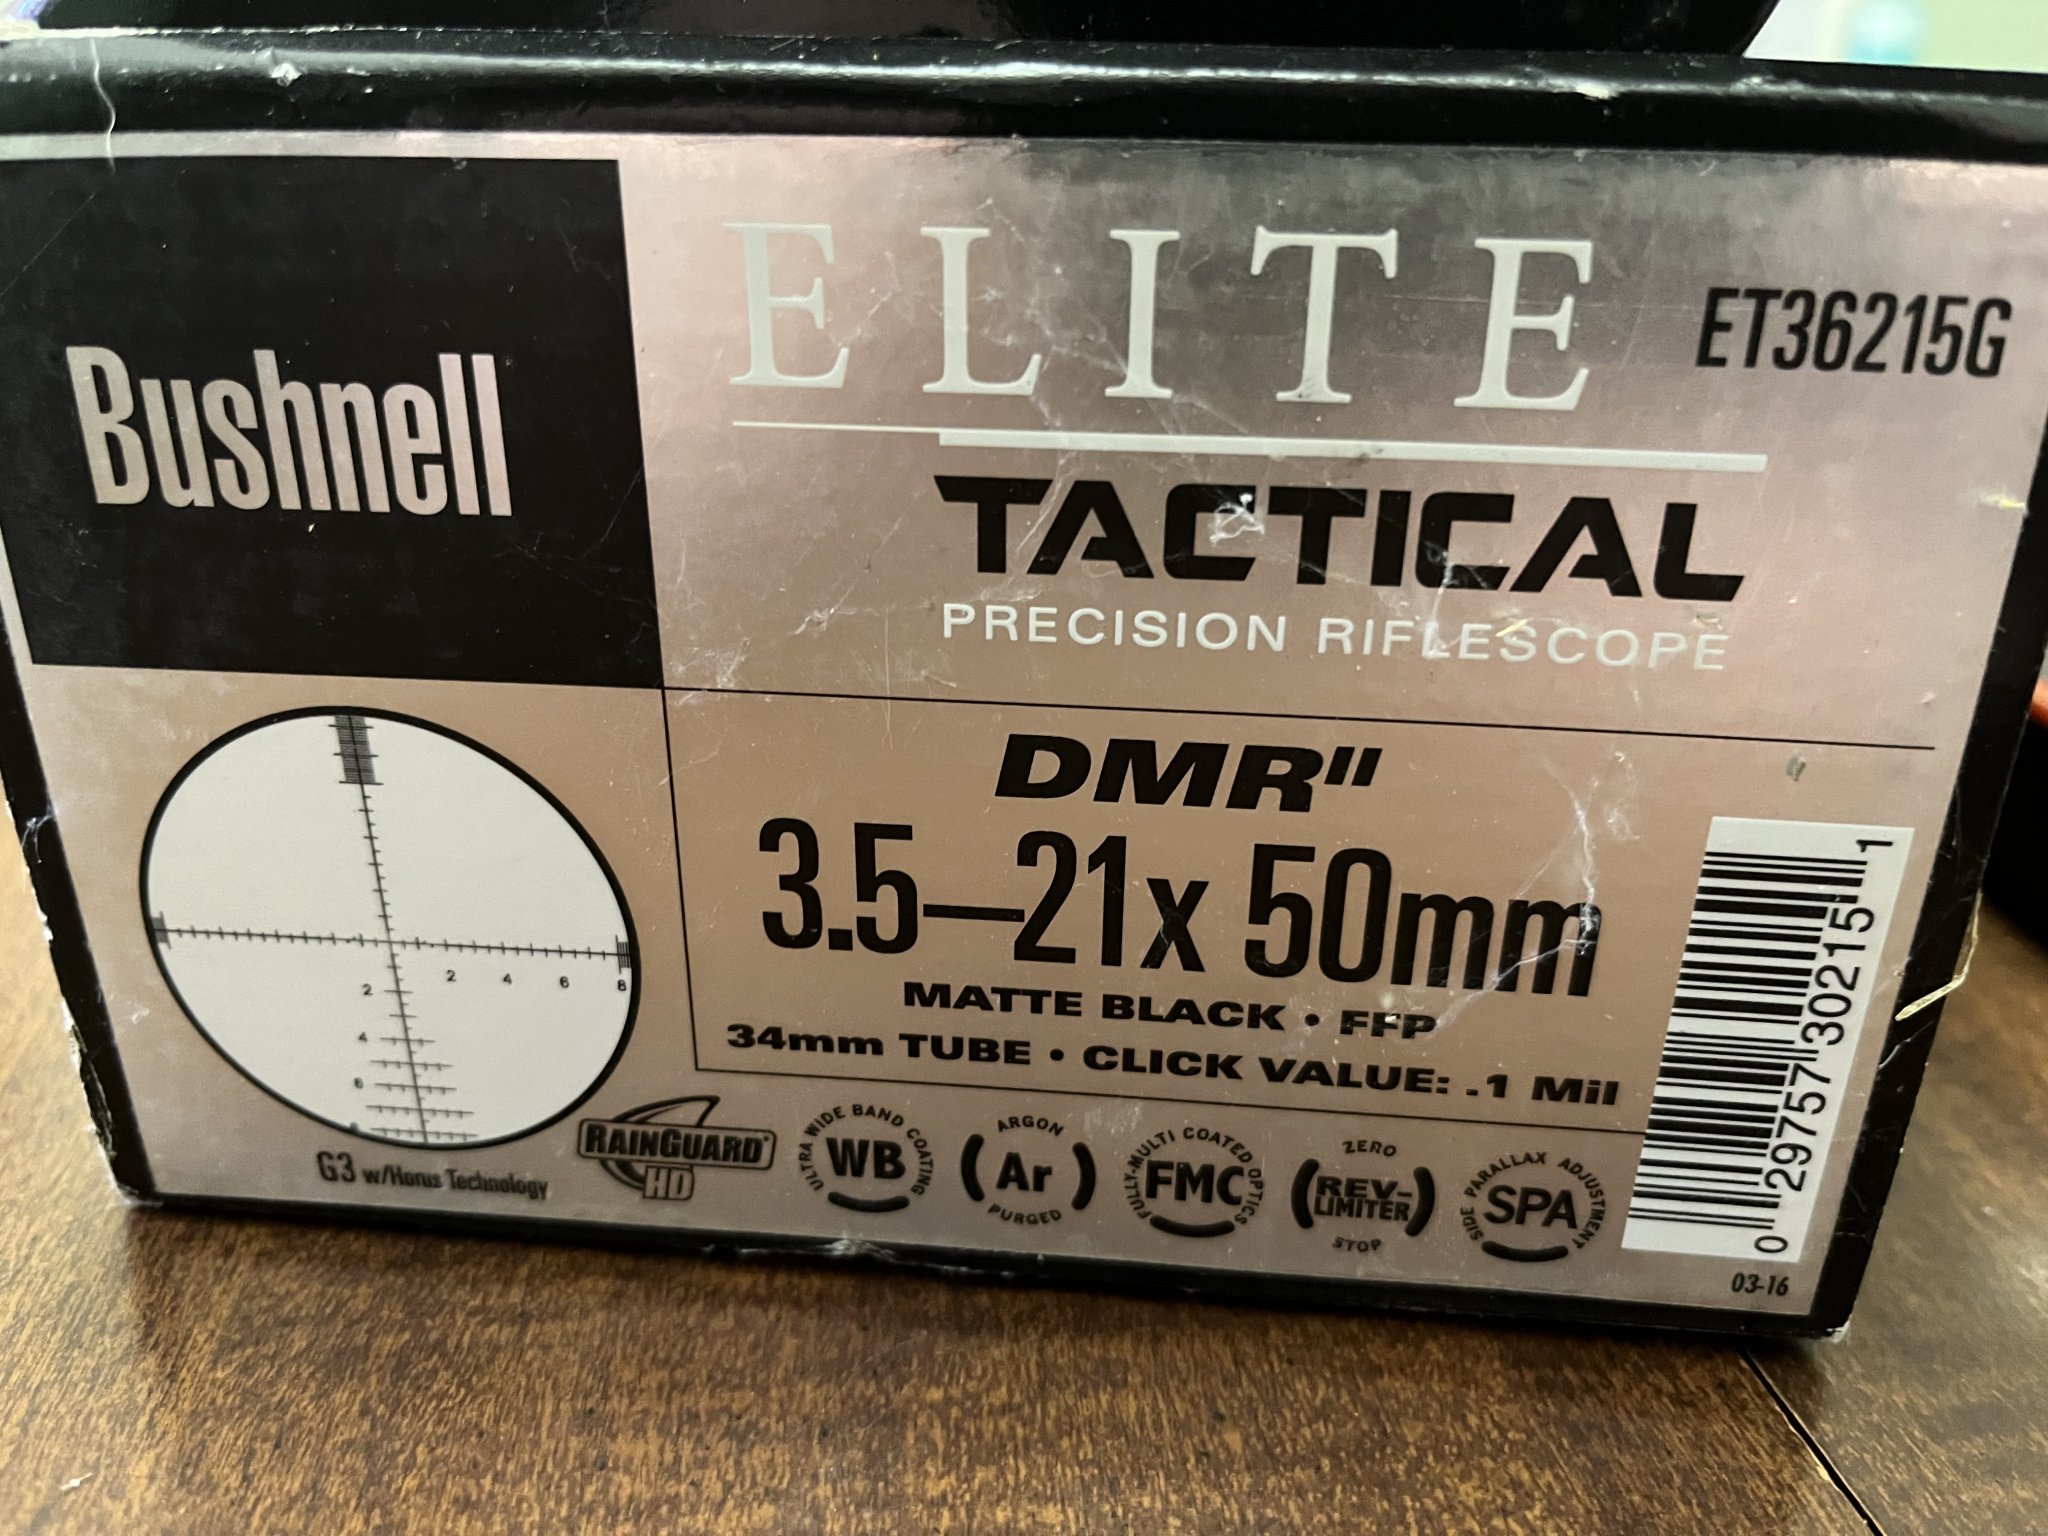 Bushnell
ELITE
ET36215G
TACTICAL
PRECISION RIFLESCOPE
DMR"
3.5–21x 50mm
MATTE BLACK • FFP
34mm TUBE • CLICK VALUE: .1 Mil
2 4 6 8
2
4
6
8
G3 w/Horus Technology
RAINGUARD®
HD
ULTRA WIDE BAND COATING
WB
ARGON
Ar
PURGED
FULLY-MULTI COATED OPTICS
FMC
ZERO
REV-
LIMITER
STOP
SIDE PARALLAX ADJUSTMENT
SPA
0 29757 30215 1
03-16